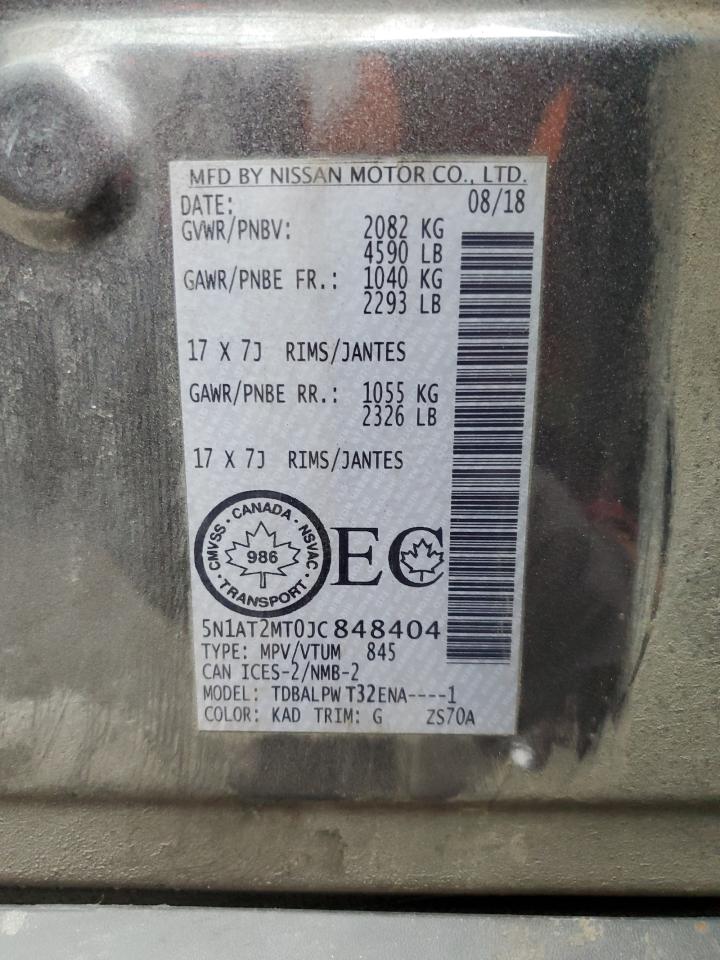 MFD BY NISSAN MOTOR CO., LTD.
DATE: 08/18
GVWR/PNBV: 2082 KG
4590 LB
GAWR/PNBE FR.: 1040 KG
2293 LB
17 X 7J RIMS/JANTES
GAWR/PNBE RR.: 1055 KG
2326 LB
17 X 7J RIMS/JANTES
CMVSS · CANADA · NSVAC
986
· TRANSPORT ·
EC
5N1AT2MT0JC848404
TYPE: MPV/VTUM 845
CAN ICES-2/NMB-2
MODEL: TDBALPW T32ENA----1
COLOR: KAD TRIM: G ZS70A